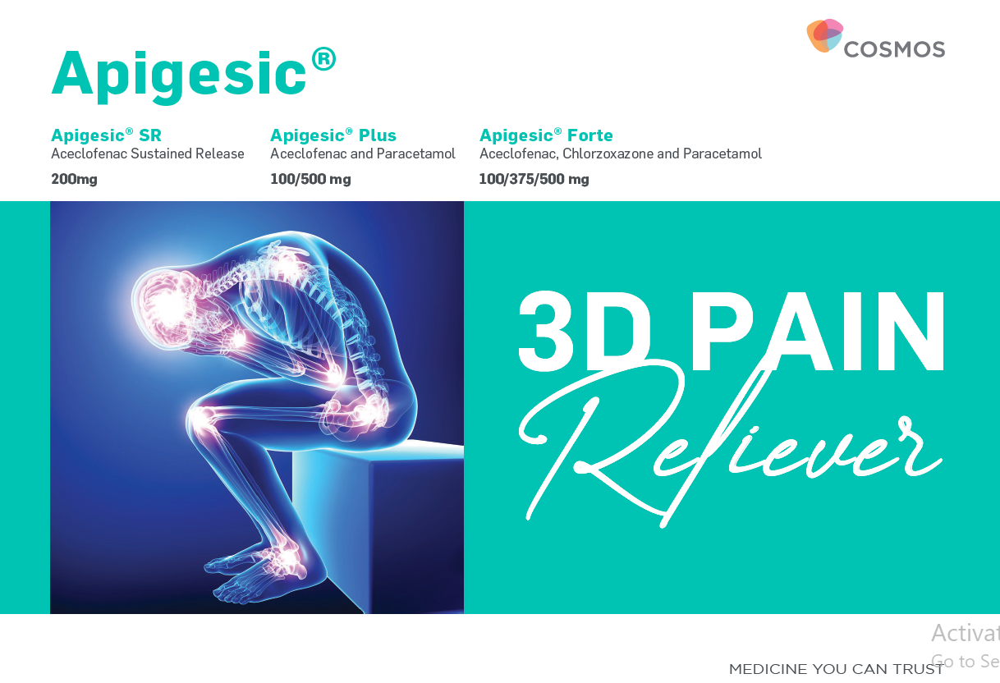 Apigesic®
COSMOS
Apigesic® SR
Aceclofenac Sustained Release
200mg
Apigesic® Plus
Aceclofenac and Paracetamol
100/500 mg
Apigesic® Forte
Aceclofenac, Chlorzoxazone and Paracetamol
100/375/500 mg
3D PAIN
Reliever
Activat
Go to Se
MEDICINE YOU CAN TRUST